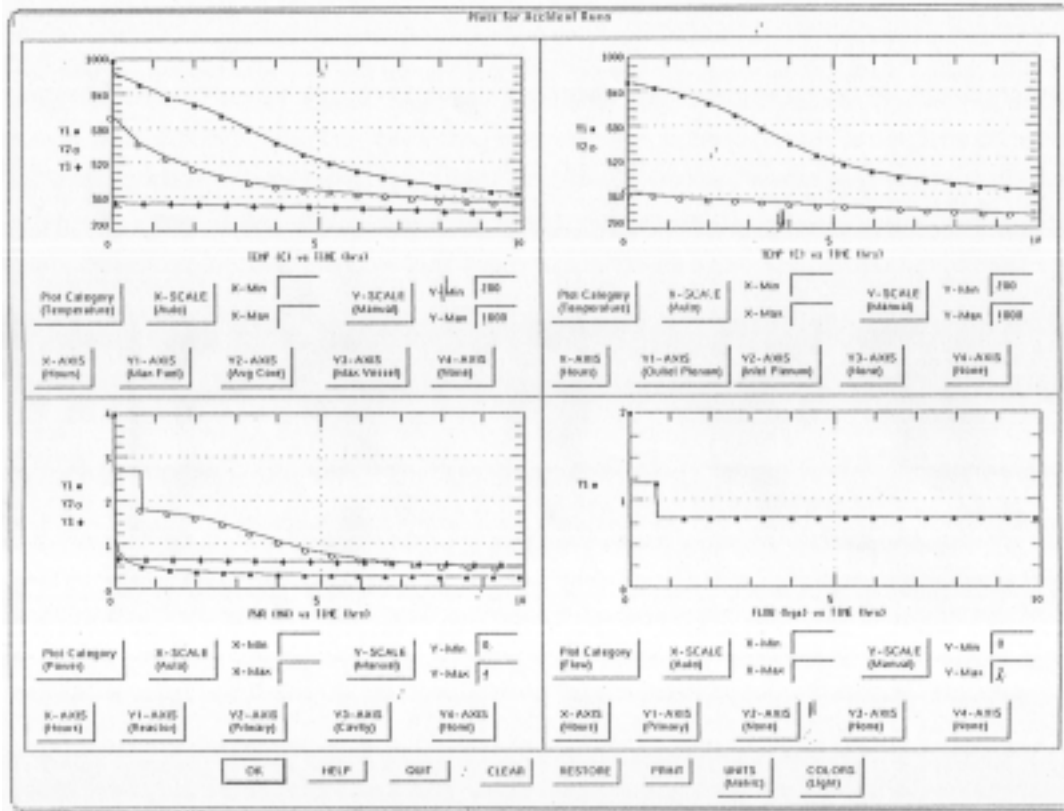 Plots for Accident Runs
1000
840
680
520
360
200
Y1
Y2
Y3
0
5
10
TEMP (C) vs TIME (hrs)
Plot Category
(Temperature)
X-SCALE
(Auto)
X-Min
X-Max
Y-SCALE
(Manual)
Y-Min 200
Y-Max 1000
X-AXIS
(Hours)
Y1-AXIS
(Max Fuel)
Y2-AXIS
(Avg Core)
Y3-AXIS
(Max Vessel)
Y4-AXIS
(None)
1000
840
680
520
360
200
Y1
Y2
0
5
10
TEMP (C) vs TIME (hrs)
Plot Category
(Temperature)
X-SCALE
(Auto)
X-Min
X-Max
Y-SCALE
(Manual)
Y-Min 200
Y-Max 1000
X-AXIS
(Hours)
Y1-AXIS
(Outlet Plenum)
Y2-AXIS
(Inlet Plenum)
Y3-AXIS
(None)
Y4-AXIS
(None)
4
3
2
1
0
Y1
Y2
Y3
0
5
10
PWR (MW) vs TIME (hrs)
Plot Category
(Power)
X-SCALE
(Auto)
X-Min
X-Max
Y-SCALE
(Manual)
Y-Min 0
Y-Max 4
X-AXIS
(Hours)
Y1-AXIS
(Reactor)
Y2-AXIS
(Primary)
Y3-AXIS
(Cavity)
Y4-AXIS
(None)
2
1
0
Y1
0
5
10
FLOW (kg/s) vs TIME (hrs)
Plot Category
(Flow)
X-SCALE
(Auto)
X-Min
X-Max
Y-SCALE
(Manual)
Y-Min 0
Y-Max 2
X-AXIS
(Hours)
Y1-AXIS
(Primary)
Y2-AXIS
(None)
Y3-AXIS
(None)
Y4-AXIS
(None)
OK
HELP
QUIT
CLEAR
RESTORE
PRINT
UNITS
(Metric)
COLORS
(Light)